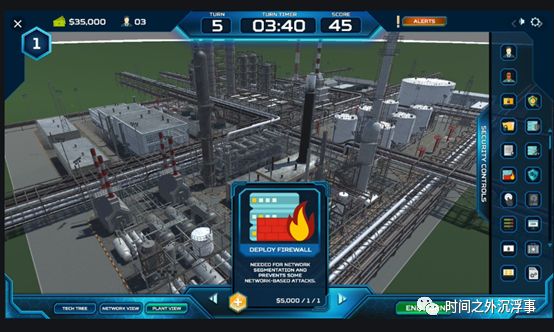 $35,000
03
TURN
5
TURN TIMER
03:40
SCORE
45
ALERTS
1
SECURITY CONTROLS
DEPLOY FIREWALL
NEEDED FOR NETWORK
SEGMENTATION AND
PREVENTS SOME
NETWORK-BASED ATTACKS.
$5,000 / 1 / 1
TECH TREE
NETWORK VIEW
PLANT VIEW
时间之外沉浮事